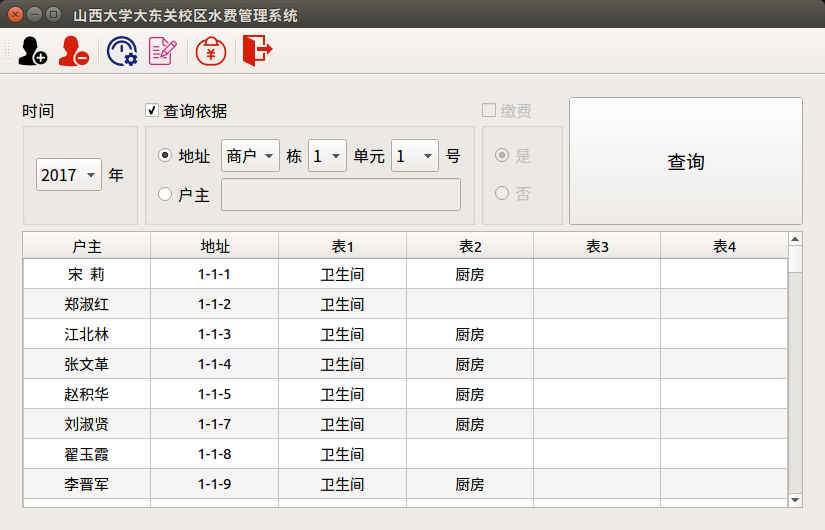 山西大学大东关校区水费管理系统
时间
查询依据
缴费
2017 年
地址 商户 栋 1 单元 1 号
户主
是
否
查询
户主 地址 表1 表2 表3 表4
宋 莉 1-1-1 卫生间 厨房
郑淑红 1-1-2 卫生间
江北林 1-1-3 卫生间 厨房
张文革 1-1-4 卫生间 厨房
赵积华 1-1-5 卫生间 厨房
刘淑贤 1-1-7 卫生间 厨房
翟玉霞 1-1-8 卫生间
李晋军 1-1-9 卫生间 厨房